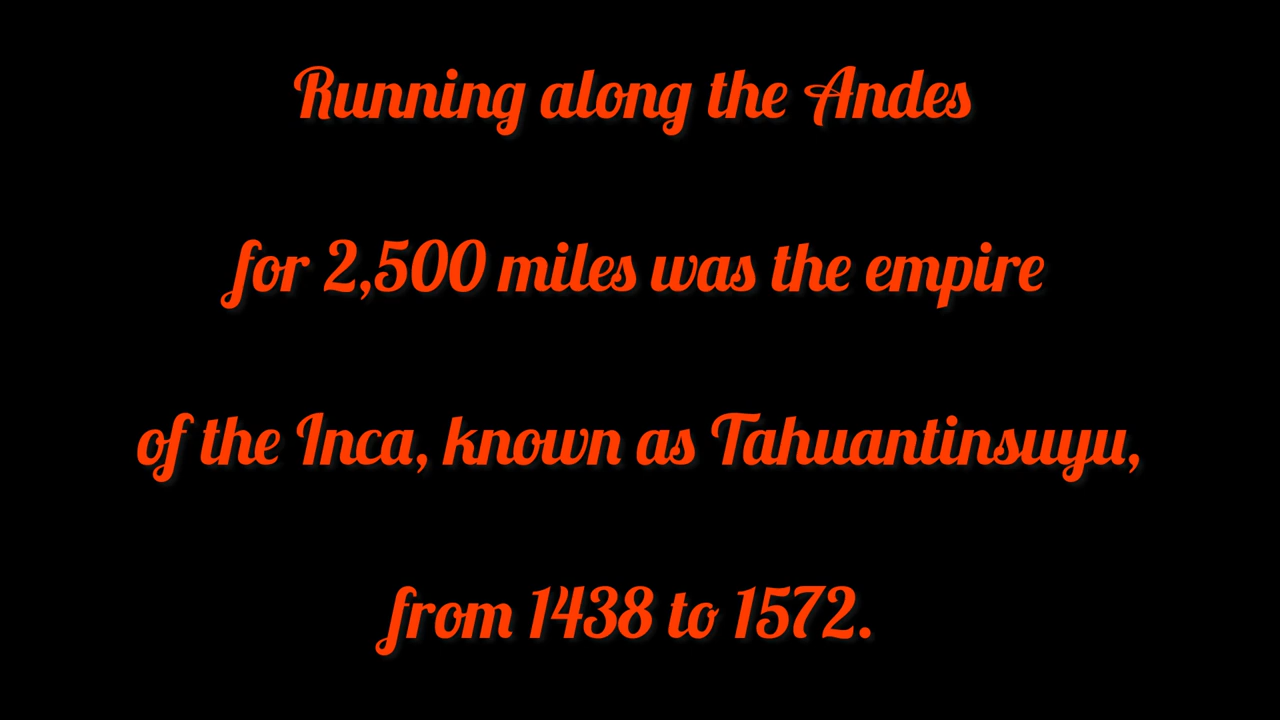 Running along the Andes
for 2,500 miles was the empire
of the Inca, known as Tahuantinsuyu,
from 1438 to 1572.